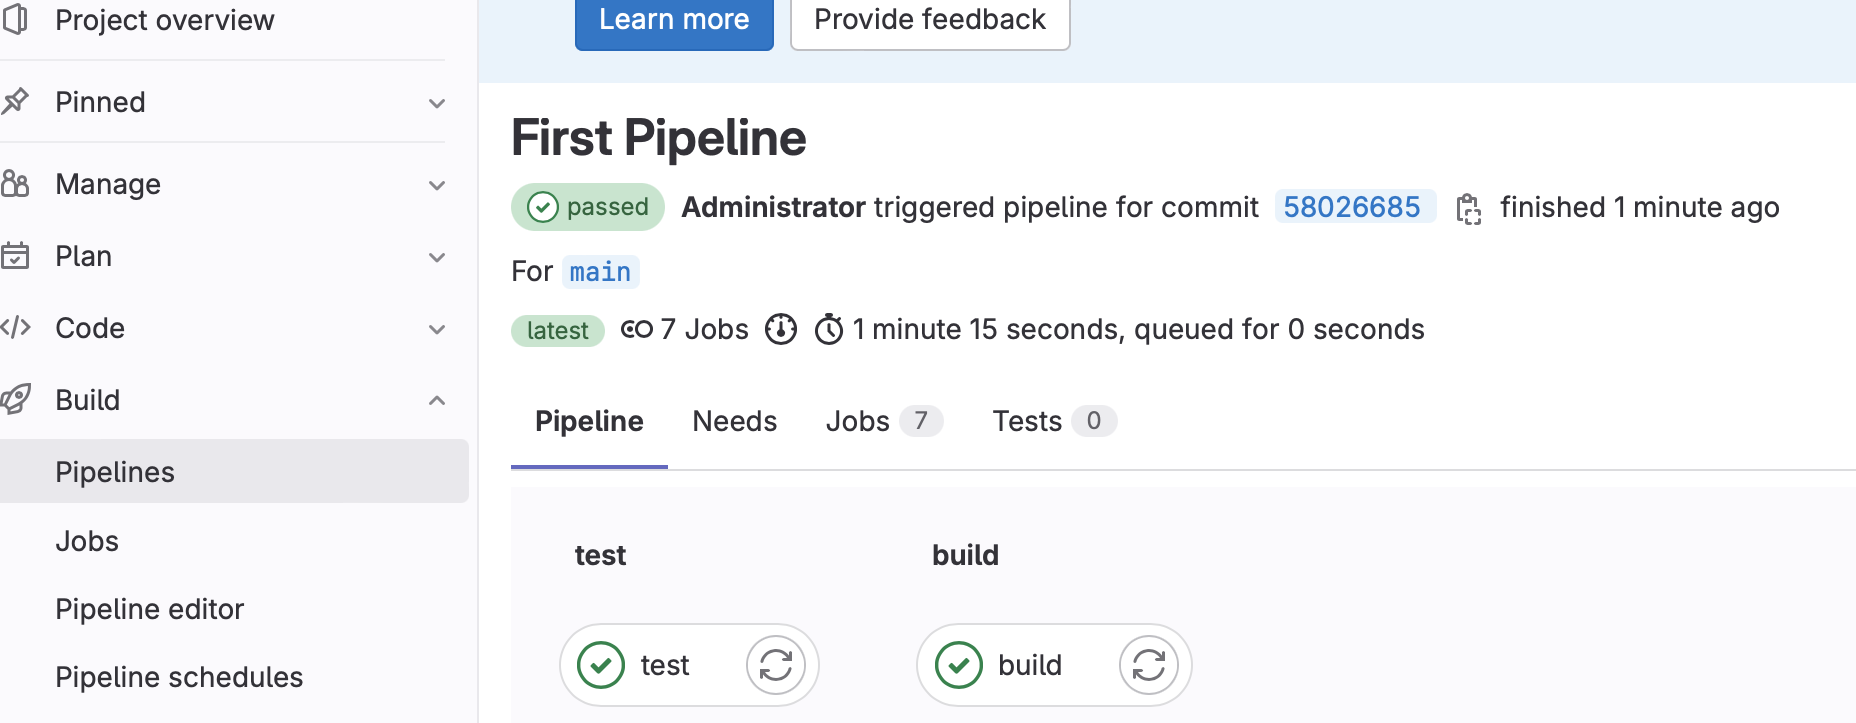 Project overview
Pinned
Manage
Plan
Code
Build
Pipelines
Jobs
Pipeline editor
Pipeline schedules
Learn more
Provide feedback
First Pipeline
passed Administrator triggered pipeline for commit 58026685 finished 1 minute ago
For main
latest 7 Jobs 1 minute 15 seconds, queued for 0 seconds
Pipeline Needs Jobs 7 Tests 0
test build
test build